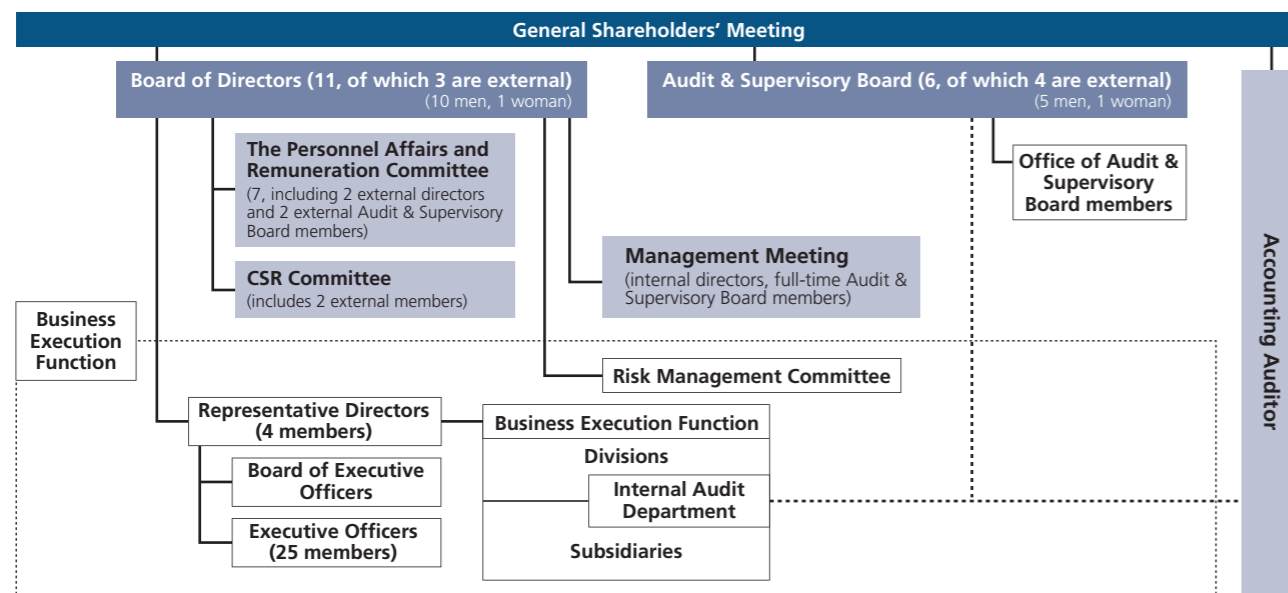 General Shareholders’ Meeting
Board of Directors (11, of which 3 are external)
(10 men, 1 woman)
Audit & Supervisory Board (6, of which 4 are external)
(5 men, 1 woman)
The Personnel Affairs and
Remuneration Committee
(7, including 2 external directors
and 2 external Audit & Supervisory
Board members)
Office of Audit &
Supervisory
Board members
CSR Committee
(includes 2 external members)
Management Meeting
(internal directors, full-time Audit &
Supervisory Board members)
Accounting Auditor
Business
Execution
Function
Risk Management Committee
Representative Directors
(4 members)
Business Execution Function
Divisions
Board of Executive
Officers
Internal Audit
Department
Executive Officers
(25 members)
Subsidiaries